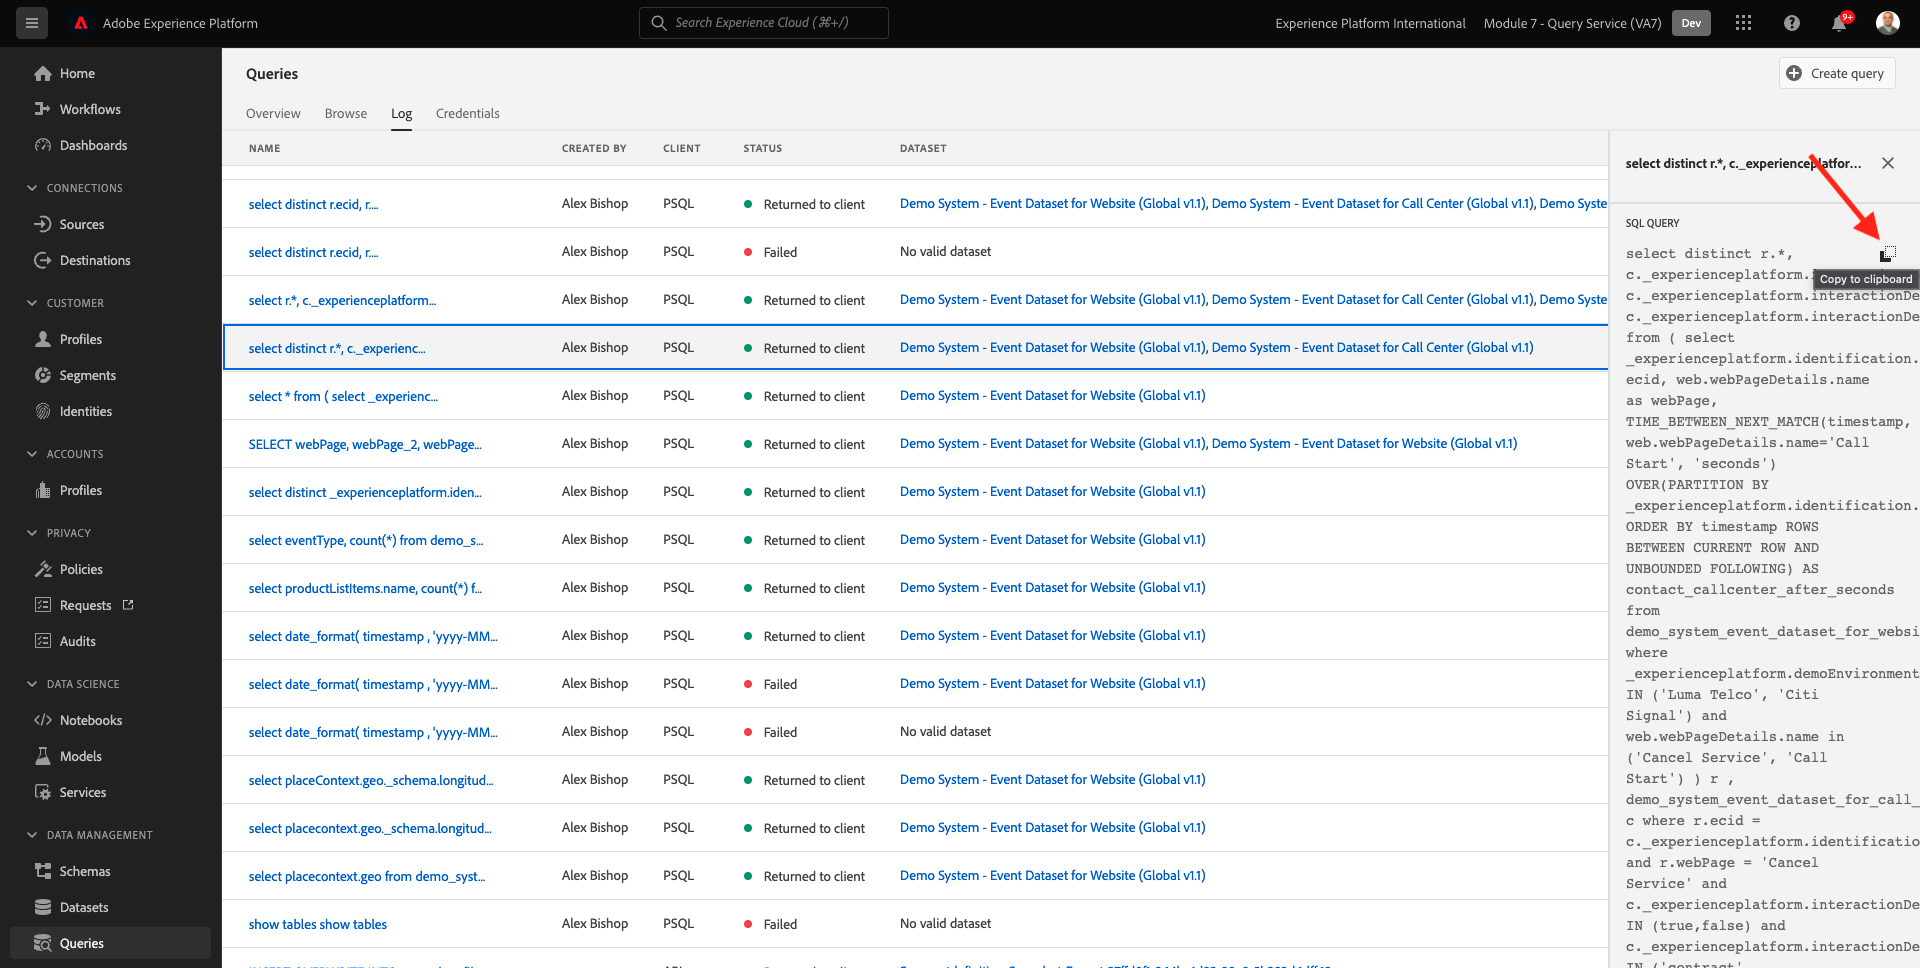 Adobe Experience Platform
Search Experience Cloud (⌘+/)
Experience Platform International
Module 7 - Query Service (VA7)
Dev
9+
Home
Workflows
Dashboards
CONNECTIONS
Sources
Destinations
CUSTOMER
Profiles
Segments
Identities
ACCOUNTS
Profiles
PRIVACY
Policies
Requests
Audits
DATA SCIENCE
Notebooks
Models
Services
DATA MANAGEMENT
Schemas
Datasets
Queries
Queries
Create query
Overview Browse Log Credentials
NAME CREATED BY CLIENT STATUS DATASET
select distinct r.ecid, r.... Alex Bishop PSQL Returned to client Demo System - Event Dataset for Website (Global v1.1), Demo System - Event Dataset for Call Center (Global v1.1), Demo Syste
select distinct r.ecid, r.... Alex Bishop PSQL Failed No valid dataset
select r.*, c._experienceplatform... Alex Bishop PSQL Returned to client Demo System - Event Dataset for Website (Global v1.1), Demo System - Event Dataset for Call Center (Global v1.1), Demo Syste
select distinct r.*, c._experienc... Alex Bishop PSQL Returned to client Demo System - Event Dataset for Website (Global v1.1), Demo System - Event Dataset for Call Center (Global v1.1)
select * from ( select _experienc... Alex Bishop PSQL Returned to client Demo System - Event Dataset for Website (Global v1.1)
SELECT webPage, webPage_2, webPage... Alex Bishop PSQL Returned to client Demo System - Event Dataset for Website (Global v1.1), Demo System - Event Dataset for Website (Global v1.1)
select distinct _experienceplatform.iden... Alex Bishop PSQL Returned to client Demo System - Event Dataset for Website (Global v1.1)
select eventType, count(*) from demo_s... Alex Bishop PSQL Returned to client Demo System - Event Dataset for Website (Global v1.1)
select productListItems.name, count(*) f... Alex Bishop PSQL Returned to client Demo System - Event Dataset for Website (Global v1.1)
select date_format( timestamp , 'yyyy-MM... Alex Bishop PSQL Returned to client Demo System - Event Dataset for Website (Global v1.1)
select date_format( timestamp , 'yyyy-MM... Alex Bishop PSQL Failed Demo System - Event Dataset for Website (Global v1.1)
select date_format( timestamp , 'yyyy-MM... Alex Bishop PSQL Failed No valid dataset
select placeContext.geo._schema.longitud... Alex Bishop PSQL Returned to client Demo System - Event Dataset for Website (Global v1.1)
select placecontext.geo._schema.longitud... Alex Bishop PSQL Returned to client Demo System - Event Dataset for Website (Global v1.1)
select placecontext.geo from demo_syst... Alex Bishop PSQL Returned to client Demo System - Event Dataset for Website (Global v1.1)
show tables show tables Alex Bishop PSQL Failed No valid dataset
select distinct r.*, c._experienceplatfor...
SQL QUERY
select distinct r.*,
c._experienceplatform.
Copy to clipboard
c._experienceplatform.interactionDe
c._experienceplatform.interactionDe
from ( select
_experienceplatform.identification.
ecid, web.webPageDetails.name
as webPage,
TIME_BETWEEN_NEXT_MATCH(timestamp,
web.webPageDetails.name='Call
Start', 'seconds')
OVER(PARTITION BY
_experienceplatform.identification.
ORDER BY timestamp ROWS
BETWEEN CURRENT ROW AND
UNBOUNDED FOLLOWING) AS
contact_callcenter_after_seconds
from
demo_system_event_dataset_for_websi
where
_experienceplatform.demoEnvironment
IN ('Luma Telco', 'Citi
Signal') and
web.webPageDetails.name in
('Cancel Service', 'Call
Start') ) r ,
demo_system_event_dataset_for_call_
c where r.ecid =
c._experienceplatform.identificatio
and r.webPage = 'Cancel
Service' and
c._experienceplatform.interactionDe
IN (true,false) and
c._experienceplatform.interactionDe
IN ('contract'